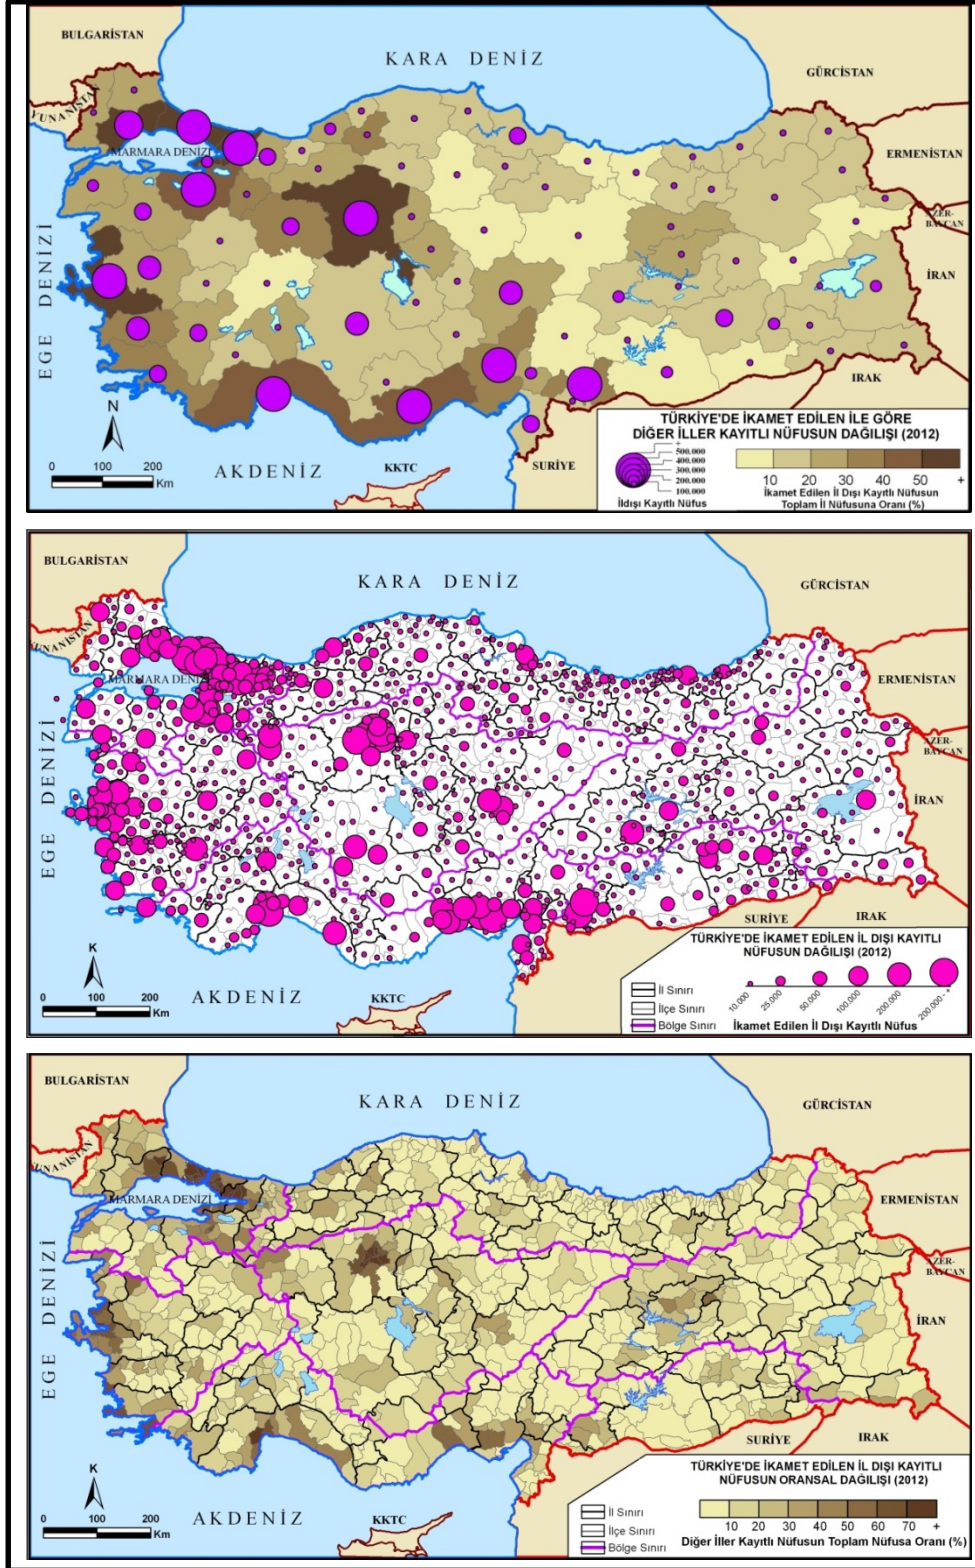 BULGARİSTAN
KARA DENİZ
GÜRCİSTAN
YUNANİSTA
MARMARA DENİZİ
ERMENİSTAN
AZER-
BAYCAN
EGE DENİZİ
İRAN
N
IRAK
0 100 200
Km
AKDENİZ
KKTC
SURİYE
TÜRKİYE'DE İKAMET EDİLEN İLE GÖRE
DİĞER İLLER KAYITLI NÜFUSUN DAĞILIŞI (2012)
+
500.000
400.000
300.000
200.000
100.000
İldışı Kayıtlı Nüfus
10 20 30 40 50 +
İkamet Edilen İl Dışı Kayıtlı Nüfusun
Toplam İl Nüfusuna Oranı (%)
BULGARİSTAN
KARA DENİZ
GÜRCİSTAN
YUNANİSTAN
MARMARA DENİZİ
ERMENİSTAN
AZER-
BAYCAN
EGE DENİZİ
İRAN
SURİYE
IRAK
K
0 100 200
Km
AKDENİZ
KKTC
TÜRKİYE'DE İKAMET EDİLEN İL DIŞI KAYITLI
NÜFUSUN DAĞILIŞI (2012)
İl Sınırı
İlçe Sınırı
Bölge Sınırı
10.000 25.000 50.000 100.000 200.000 200.000- +
İkamet Edilen İl Dışı Kayıtlı Nüfus
BULGARİSTAN
KARA DENİZ
GÜRCİSTAN
UNANİSTAN
MARMARA DENİZİ
ERMENİSTAN
AZER-
BAYCAN
EGE DENİZİ
İRAN
SURİYE
IRAK
K
0 100 200
Km
AKDENİZ
KKTC
TÜRKİYE'DE İKAMET EDİLEN İL DIŞI KAYITLI
NÜFUSUN ORANSAL DAĞILIŞI (2012)
İl Sınırı
İlçe Sınırı
Bölge Sınırı
10 20 30 40 50 60 70 +
Diğer İller Kayıtlı Nüfusun Toplam Nüfusa Oranı (%)